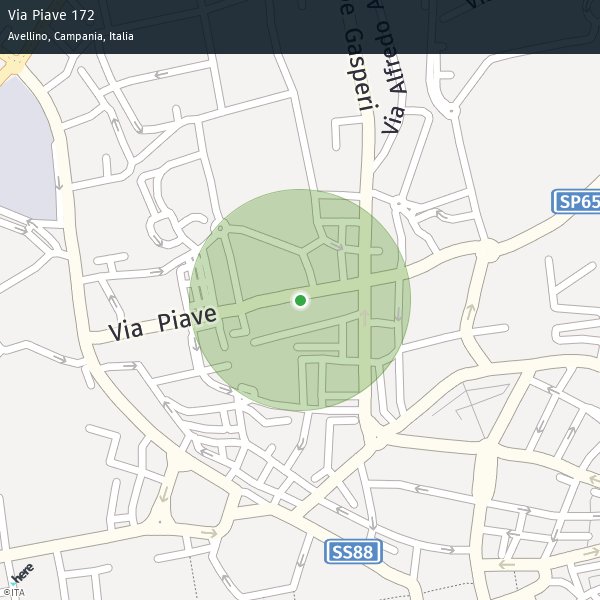 Via Piave 172
Avellino, Campania, Italia
e Gasperi
Via Alfredo A
SP65
Via Piave
SS88
here
©ITA